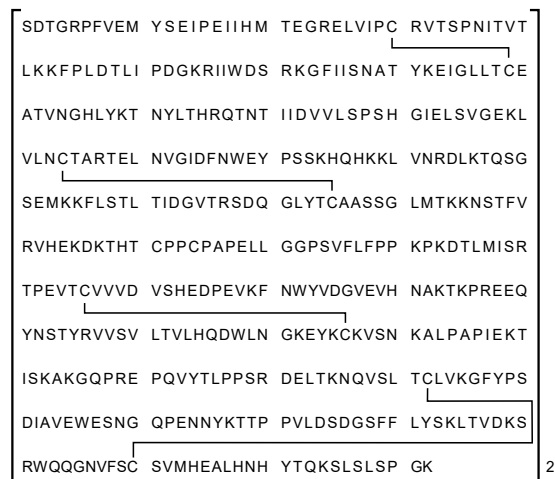 SDTGRPFVEM YSEIPEIIHM TEGRELVIPC RVTSPNITVT
LKKFPLDTLI PDGKRIIWDS RKGFIISNAT YKEIGLLTCE
ATVNGHLYKT NYLTHRQTNT IIDVVLSPSH GIELSVGEKL
VLNCTARTEL NVGIDFNWEY PSSKHQHKKL VNRDLKTQSG
SEMKKFLSTL TIDGVTRSDQ GLYTCAASSG LMTKKNSTFV
RVHEKDKTHT CPPCPAPELL GGPSVFLFPP KPKDTLMISR
TPEVTCVVVD VSHEDPEVKF NWYVDGVEVH NAKTKPREEQ
YNSTYRVVSV LTVLHQDWLN GKEYKCKVSN KALPAPIEKT
ISKAKGQPRE PQVYTLPPSR DELTKNQVSL TCLVKGFYPS
DIAVEWESNG QPENNYKTTP PVLDSDGSFF LYSKLTVDKS
RWQQGNVFSC SVMHEALHNH YTQKSLSLSP GK 2